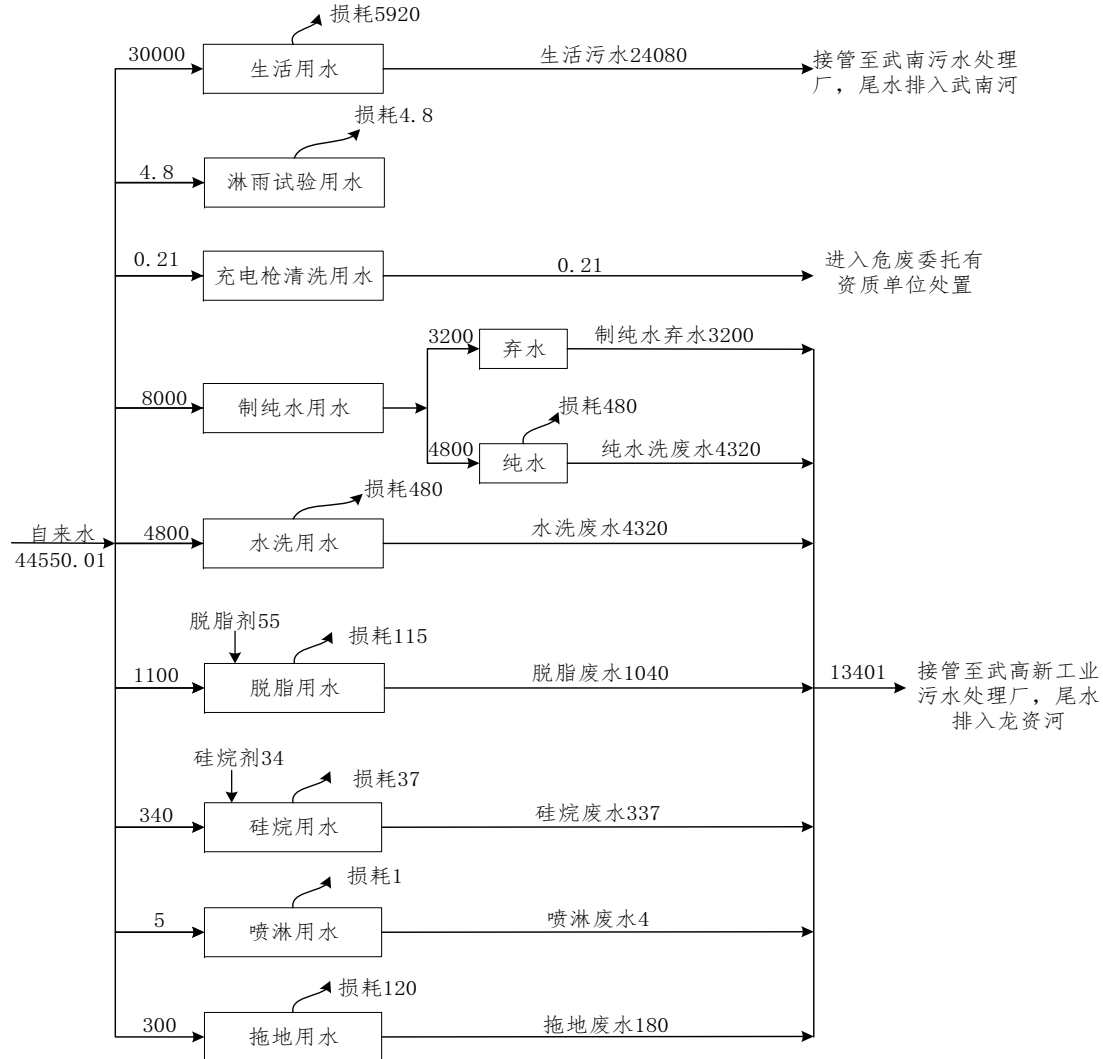 损耗5920
30000
生活用水
生活污水24080
接管至武南污水处理
厂，尾水排入武南河
损耗4.8
4.8
淋雨试验用水
0.21
充电枪清洗用水
0.21
进入危废委托有
资质单位处置
3200
弃水
制纯水弃水3200
8000
制纯水用水
损耗480
4800
纯水
纯水洗废水4320
损耗480
自来水
44550.01
4800
水洗用水
水洗废水4320
脱脂剂55
损耗115
1100
脱脂用水
脱脂废水1040
13401
接管至武高新工业
污水处理厂，尾水
排入龙资河
硅烷剂34
损耗37
340
硅烷用水
硅烷废水337
损耗1
5
喷淋用水
喷淋废水4
损耗120
300
拖地用水
拖地废水180